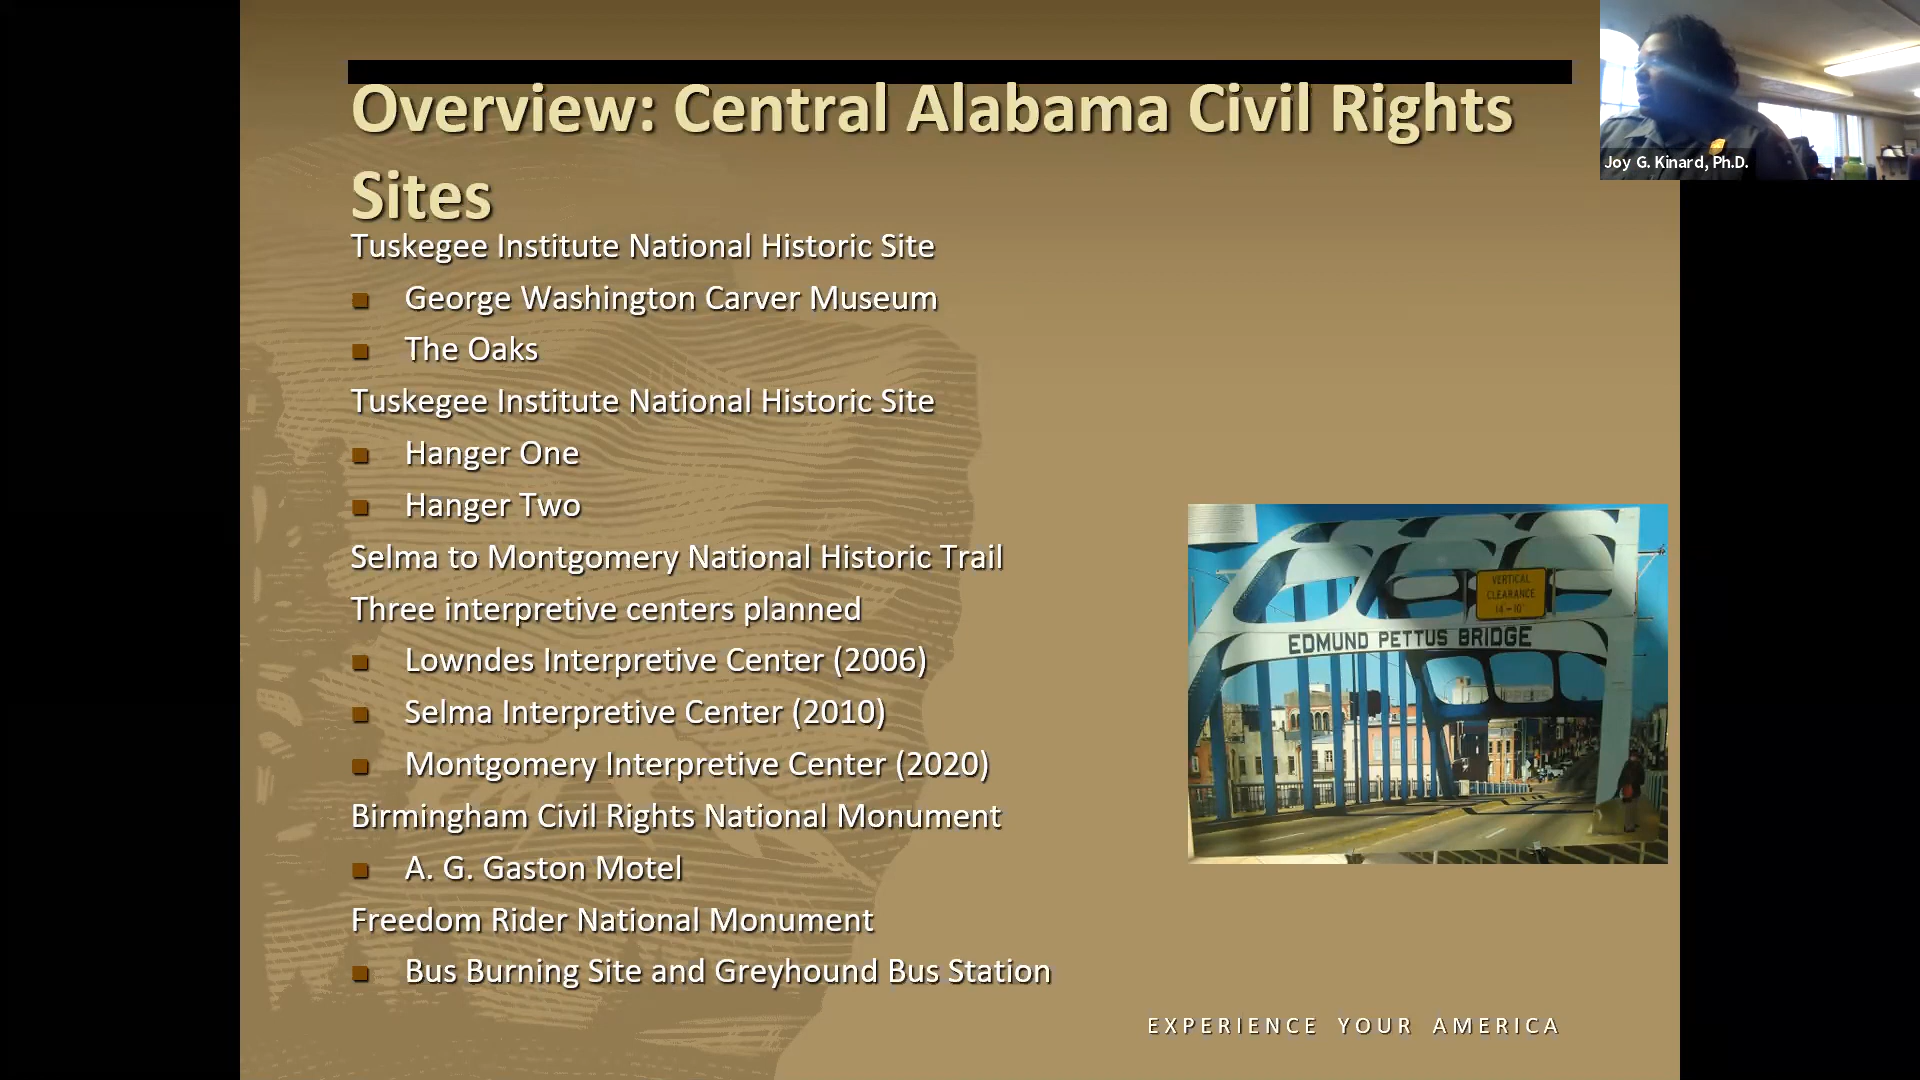 Overview: Central Alabama Civil Rights
Sites
Tuskegee Institute National Historic Site
George Washington Carver Museum
The Oaks
Tuskegee Institute National Historic Site
Hanger One
Hanger Two
Selma to Montgomery National Historic Trail
Three interpretive centers planned
Lowndes Interpretive Center (2006)
Selma Interpretive Center (2010)
Montgomery Interpretive Center (2020)
Birmingham Civil Rights National Monument
A. G. Gaston Motel
Freedom Rider National Monument
Bus Burning Site and Greyhound Bus Station
VERTICAL
CLEARANCE
14-10"
EDMUND PETTUS BRIDGE
EXPERIENCE YOUR AMERICA
Joy G. Kinard, Ph.D.